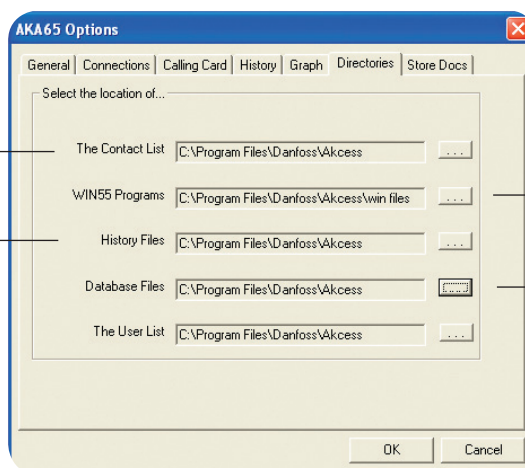 AKA65 Options
General Connections Calling Card History Graph Directories Store Docs
Select the location of...
The Contact List C:\Program Files\Danfoss\Akcess ...
WIN55 Programs C:\Program Files\Danfoss\Akcess\win files ...
History Files C:\Program Files\Danfoss\Akcess ...
Database Files C:\Program Files\Danfoss\Akcess ...
The User List C:\Program Files\Danfoss\Akcess ...
OK Cancel